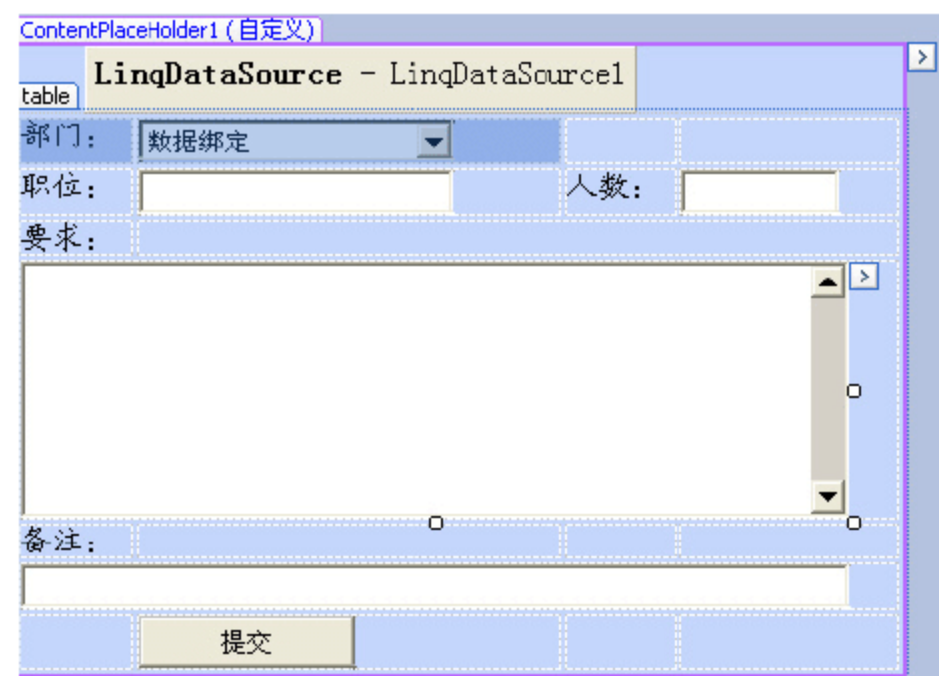 ContentPlaceHolder1 (自定义)
LinqDataSource - LinqDataSource1
table
部门: 数据绑定
职位: 人数:
要求:
备注:
提交